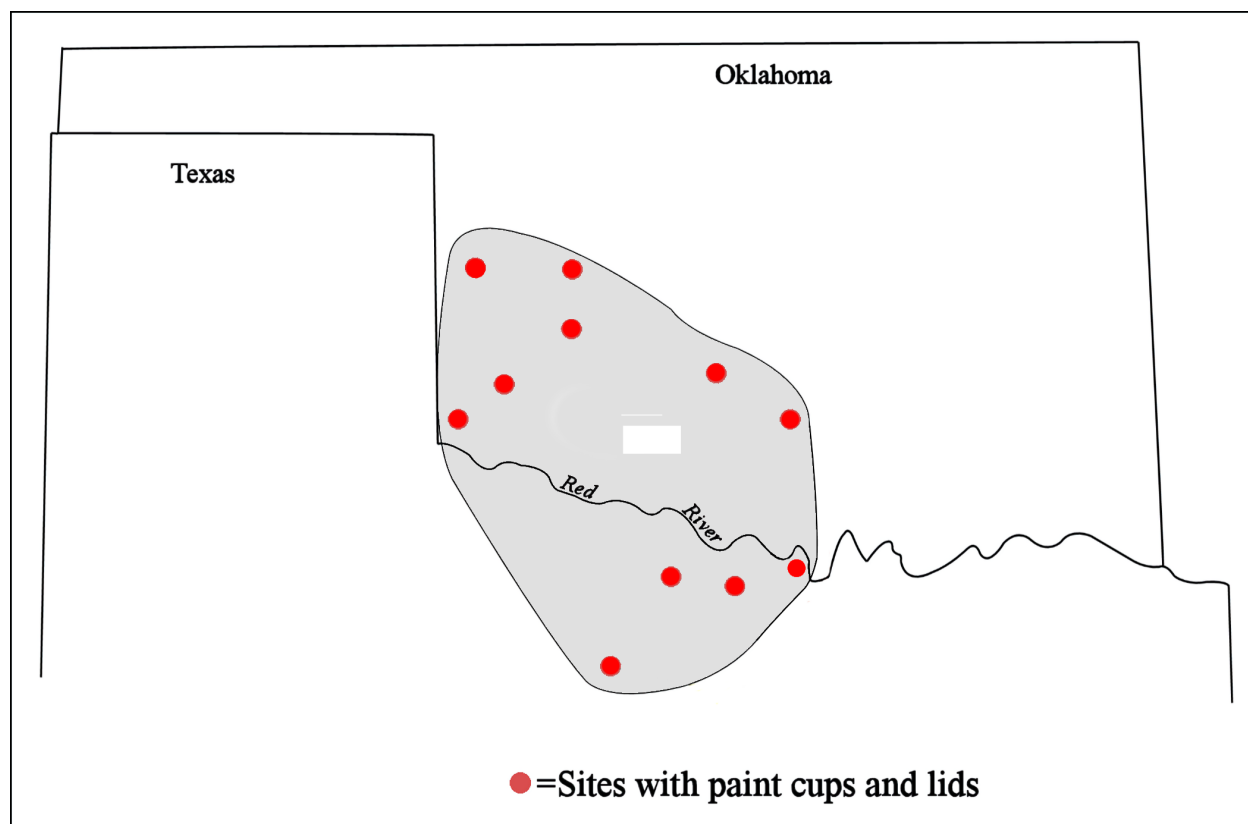 Oklahoma
Texas
Red
River
=Sites with paint cups and lids